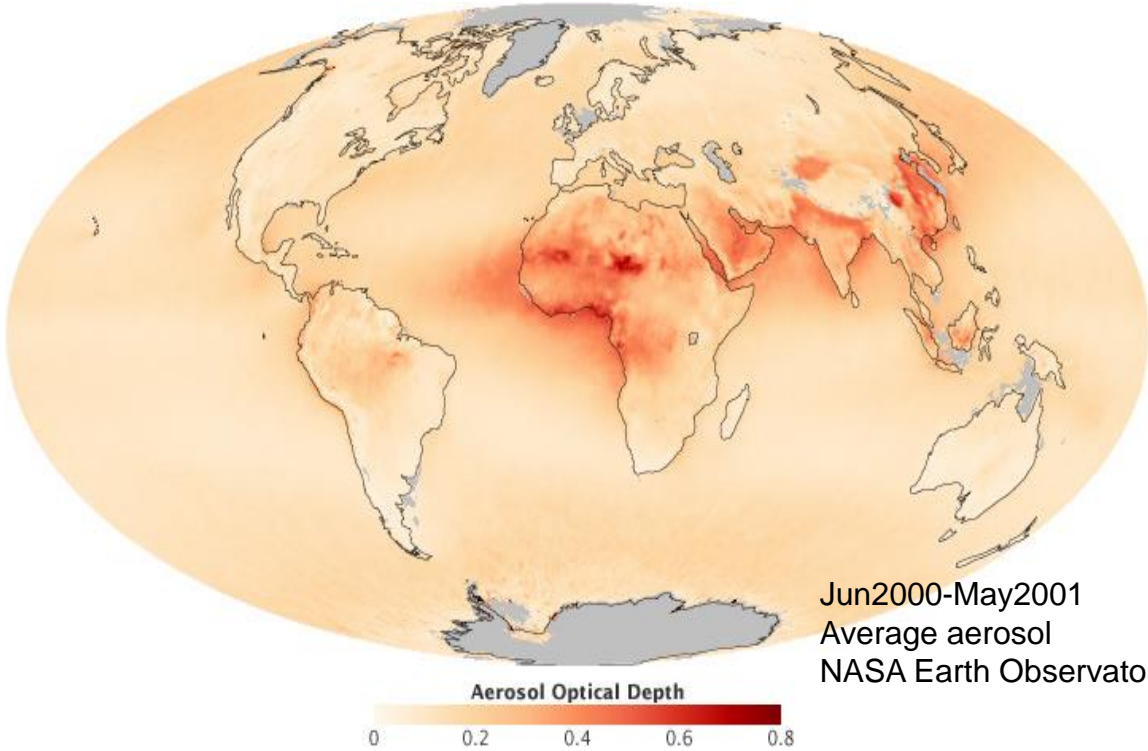 Jun2000-May2001
Average aerosol
NASA Earth Observato
Aerosol Optical Depth
0 0.2 0.4 0.6 0.8